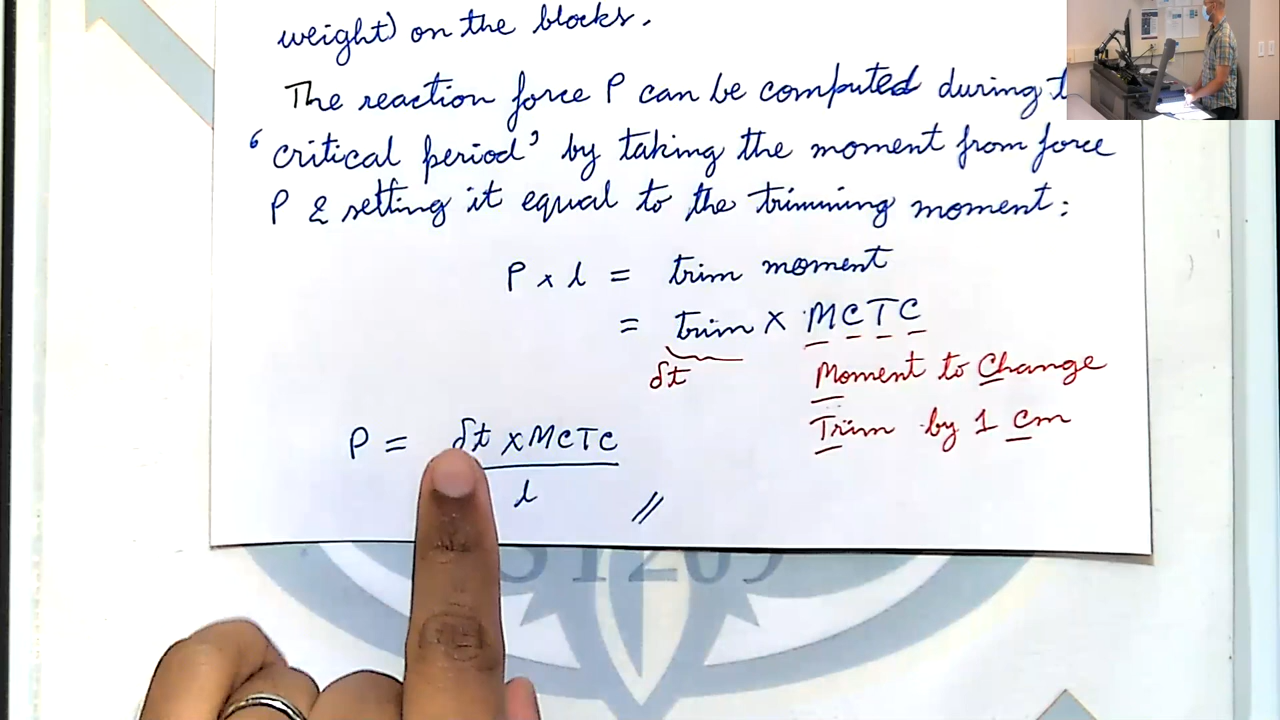 weight) on the blocks.
The reaction force P can be computed during
'critical period' by taking the moment from force
P & setting it equal to the trimming moment:
P x l = trim moment
= trim x MCTC
δt
Moment to Change
Trim by 1 cm
P = δt x MCTC
l